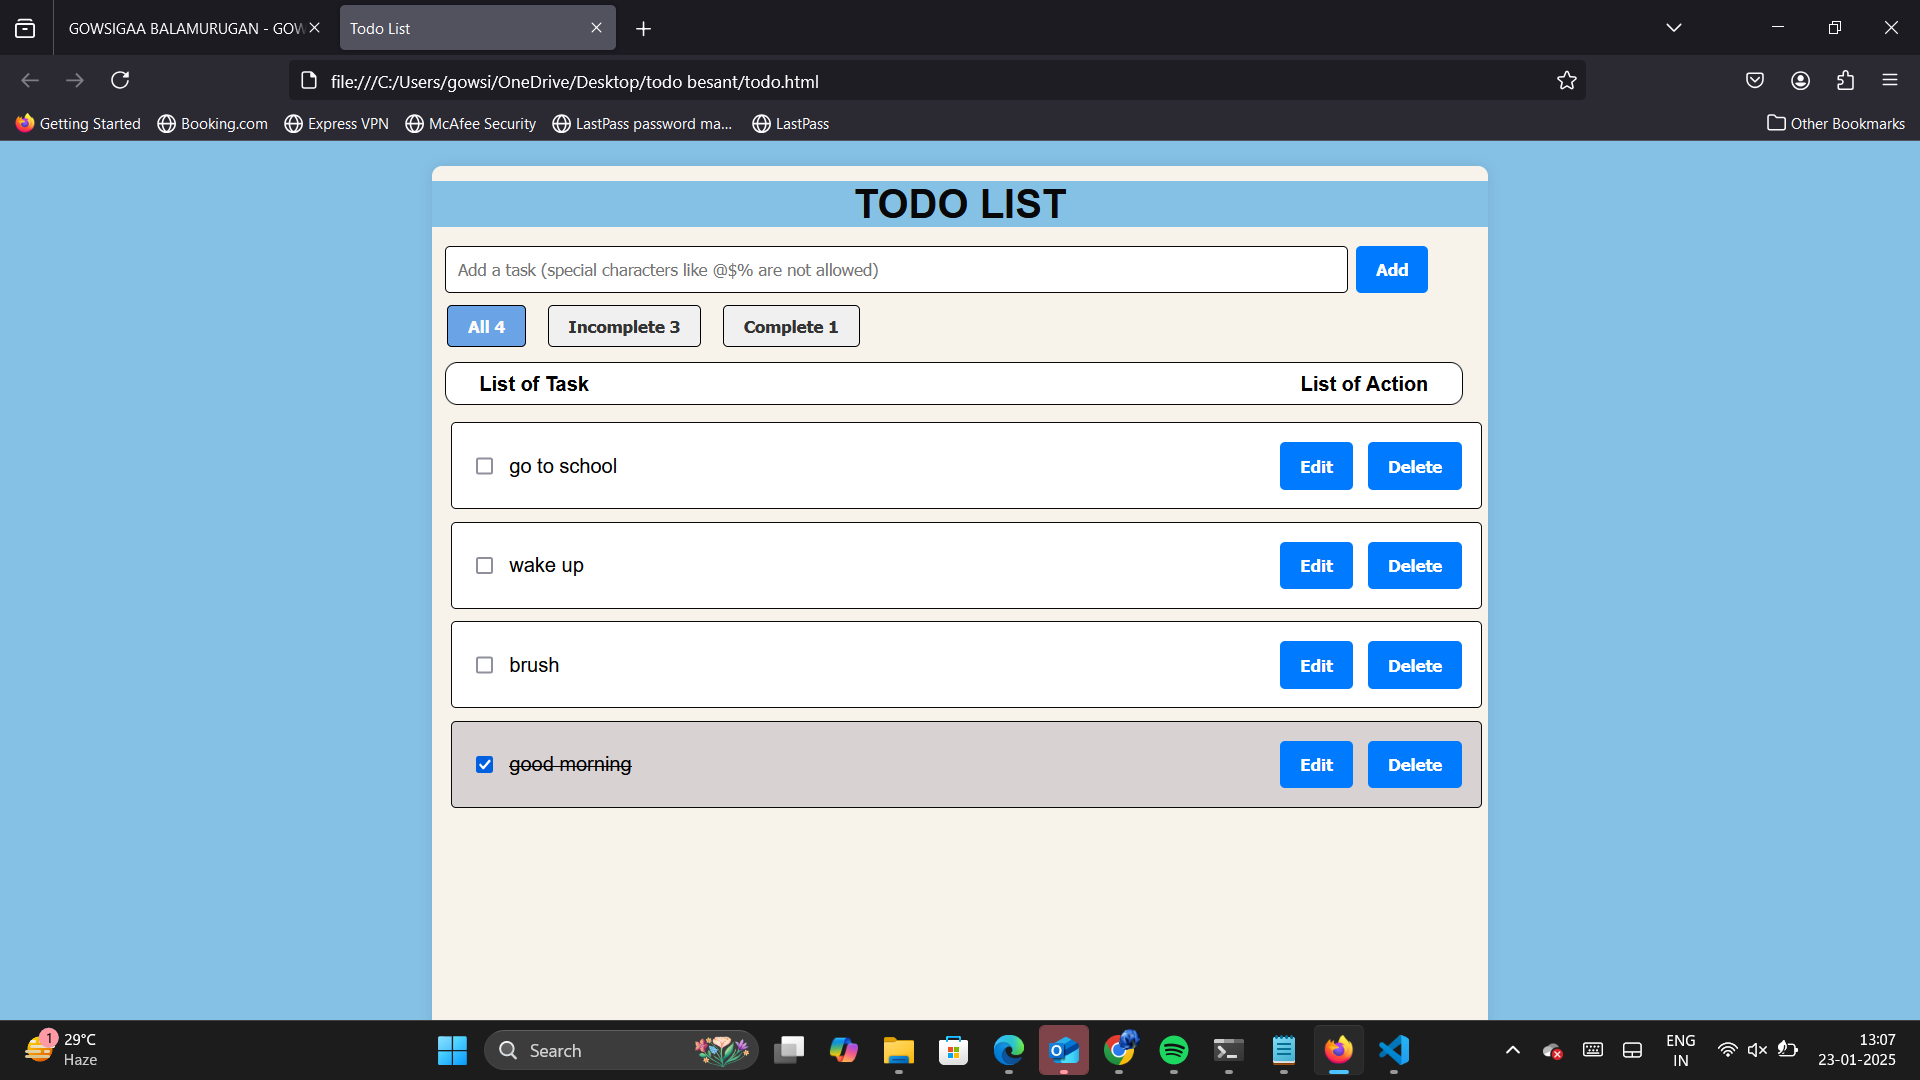 GOWSIGAA BALAMURUGAN - GOW
Todo List
file:///C:/Users/gowsi/OneDrive/Desktop/todo besant/todo.html
Getting Started Booking.com Express VPN McAfee Security LastPass password ma... LastPass Other Bookmarks
TODO LIST
Add a task (special characters like @$% are not allowed) Add
All 4 Incomplete 3 Complete 1
List of Task List of Action
go to school Edit Delete
wake up Edit Delete
brush Edit Delete
good morning Edit Delete
1 29°C
Haze
Search
ENG
IN
13:07
23-01-2025